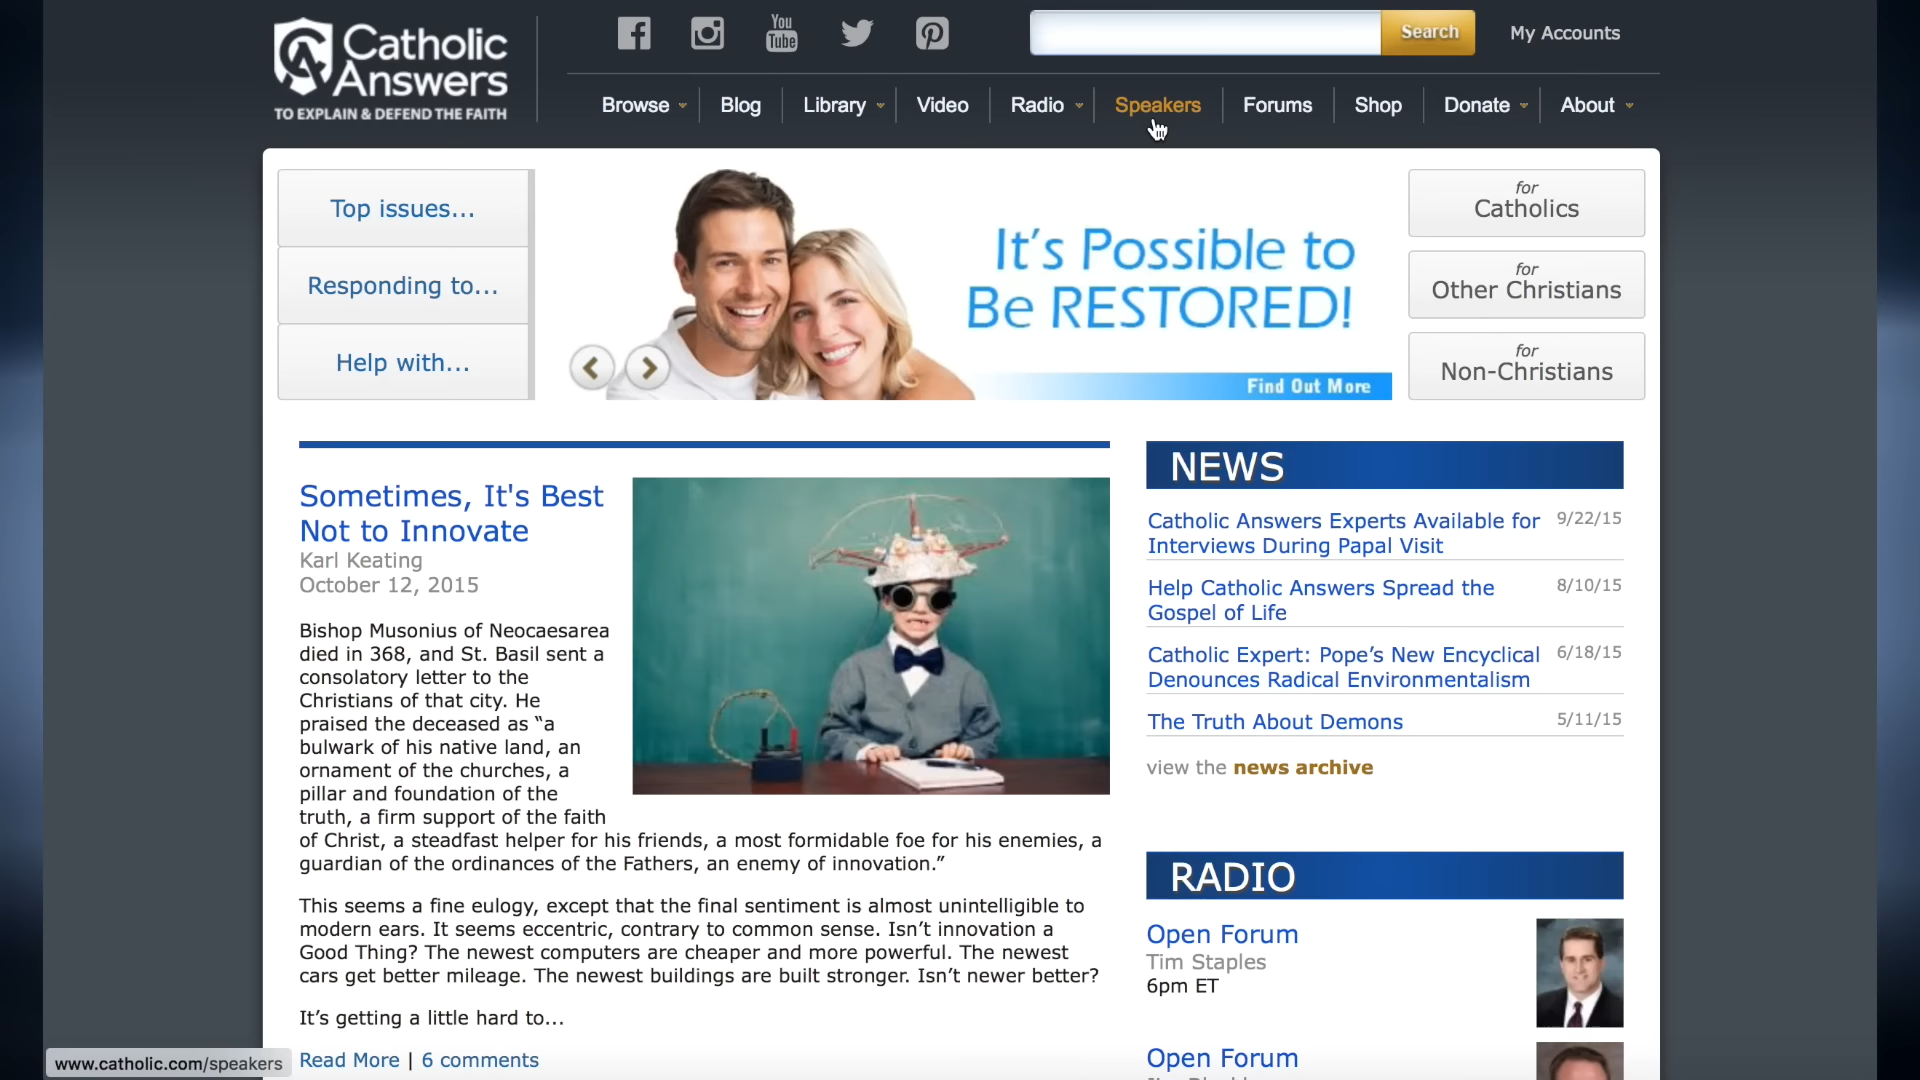 Catholic
Answers
TO EXPLAIN & DEFEND THE FAITH
You
Tube
Search
My Accounts
Browse
Blog
Library
Video
Radio
Speakers
Forums
Shop
Donate
About
Top issues...
Responding to...
Help with...
It's Possible to
Be RESTORED!
Find Out More
for
Catholics
for
Other Christians
for
Non-Christians
Sometimes, It's Best
Not to Innovate
Karl Keating
October 12, 2015
Bishop Musonius of Neocaesarea
died in 368, and St. Basil sent a
consolatory letter to the
Christians of that city. He
praised the deceased as “a
bulwark of his native land, an
ornament of the churches, a
pillar and foundation of the
truth, a firm support of the faith
of Christ, a steadfast helper for his friends, a most formidable foe for his enemies, a
guardian of the ordinances of the Fathers, an enemy of innovation.”
This seems a fine eulogy, except that the final sentiment is almost unintelligible to
modern ears. It seems eccentric, contrary to common sense. Isn’t innovation a
Good Thing? The newest computers are cheaper and more powerful. The newest
cars get better mileage. The newest buildings are built stronger. Isn’t newer better?
It’s getting a little hard to...
Read More | 6 comments
NEWS
Catholic Answers Experts Available for 9/22/15
Interviews During Papal Visit
Help Catholic Answers Spread the 8/10/15
Gospel of Life
Catholic Expert: Pope’s New Encyclical 6/18/15
Denounces Radical Environmentalism
The Truth About Demons 5/11/15
view the news archive
RADIO
Open Forum
Tim Staples
6pm ET
Open Forum
www.catholic.com/speakers